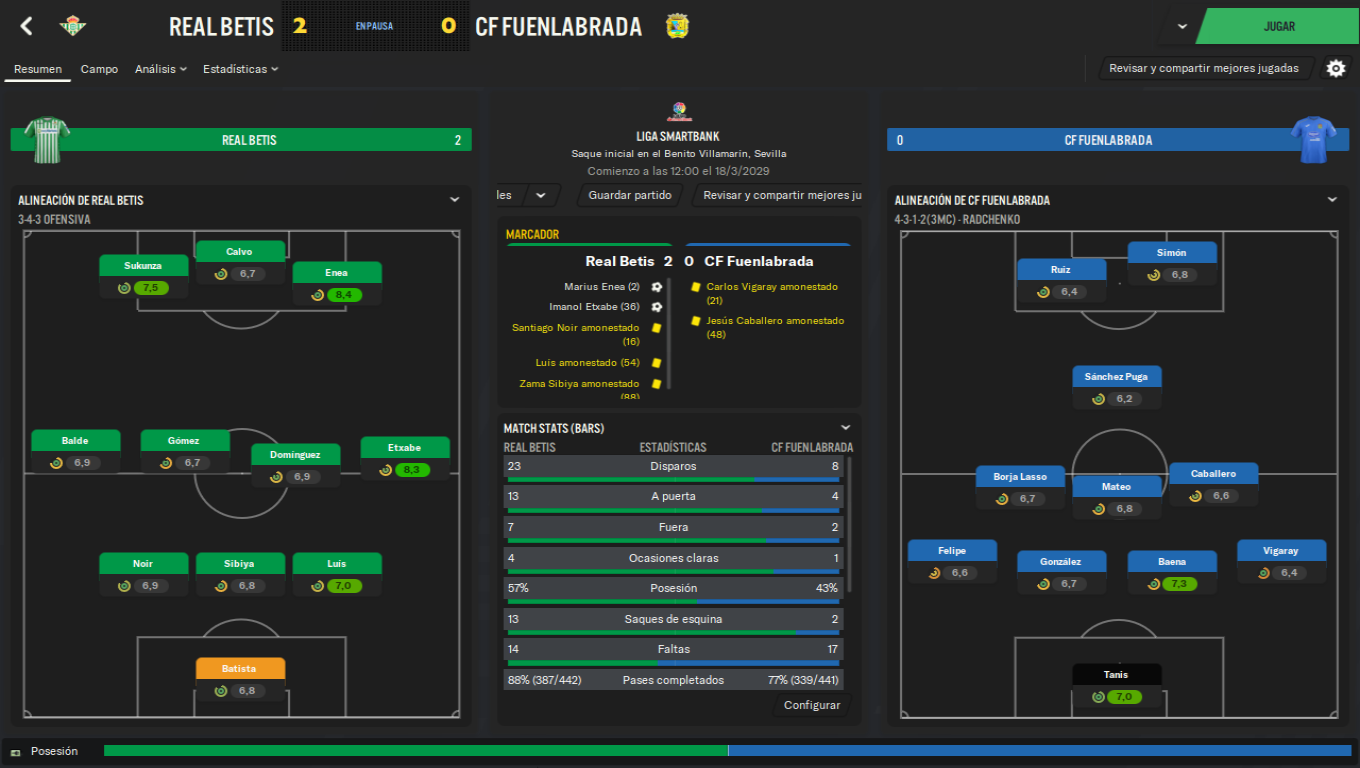 REAL BETIS 2 EN PAUSA 0 CF FUENLABRADA
JUGAR
Resumen Campo Análisis Estadísticas
Revisar y compartir mejores jugadas
REAL BETIS 2
ALINEACIÓN DE REAL BETIS
3-4-3 OFENSIVA
Calvo
6,7
Sukunza
7,5
Enea
8,4
Balde
6,9
Gómez
6,7
Domínguez
6,9
Etxabe
8,3
Noir
6,9
Sibiya
6,8
Luis
7,0
Batista
6,8
LIGA SMARTBANK
Saque inicial en el Benito Villamarín, Sevilla
Comienzo a las 12:00 el 18/3/2029
les
Guardar partido
Revisar y compartir mejores ju
MARCADOR
Real Betis 2 0 CF Fuenlabrada
Marius Enea (2)
Imanol Etxabe (36)
Santiago Noir amonestado
(16)
Luis amonestado (54)
Zama Sibiya amonestado
(88)
Carlos Vigaray amonestado
(21)
Jesús Caballero amonestado
(48)
MATCH STATS (BARS)
REAL BETIS ESTADÍSTICAS CF FUENLABRADA
23 Disparos 8
13 A puerta 4
7 Fuera 2
4 Ocasiones claras 1
57% Posesión 43%
13 Saques de esquina 2
14 Faltas 17
88% (387/442) Pases completados 77% (339/441)
Configurar
0 CF FUENLABRADA
ALINEACIÓN DE CF FUENLABRADA
4-3-1-2(3MC) - RADCHENKO
Simón
6,8
Ruiz
6,4
Sánchez Puga
6,2
Borja Lasso
6,7
Mateo
6,8
Caballero
6,6
Felipe
6,6
González
6,7
Baena
7,3
Vigaray
6,4
Tanis
7,0
Posesión